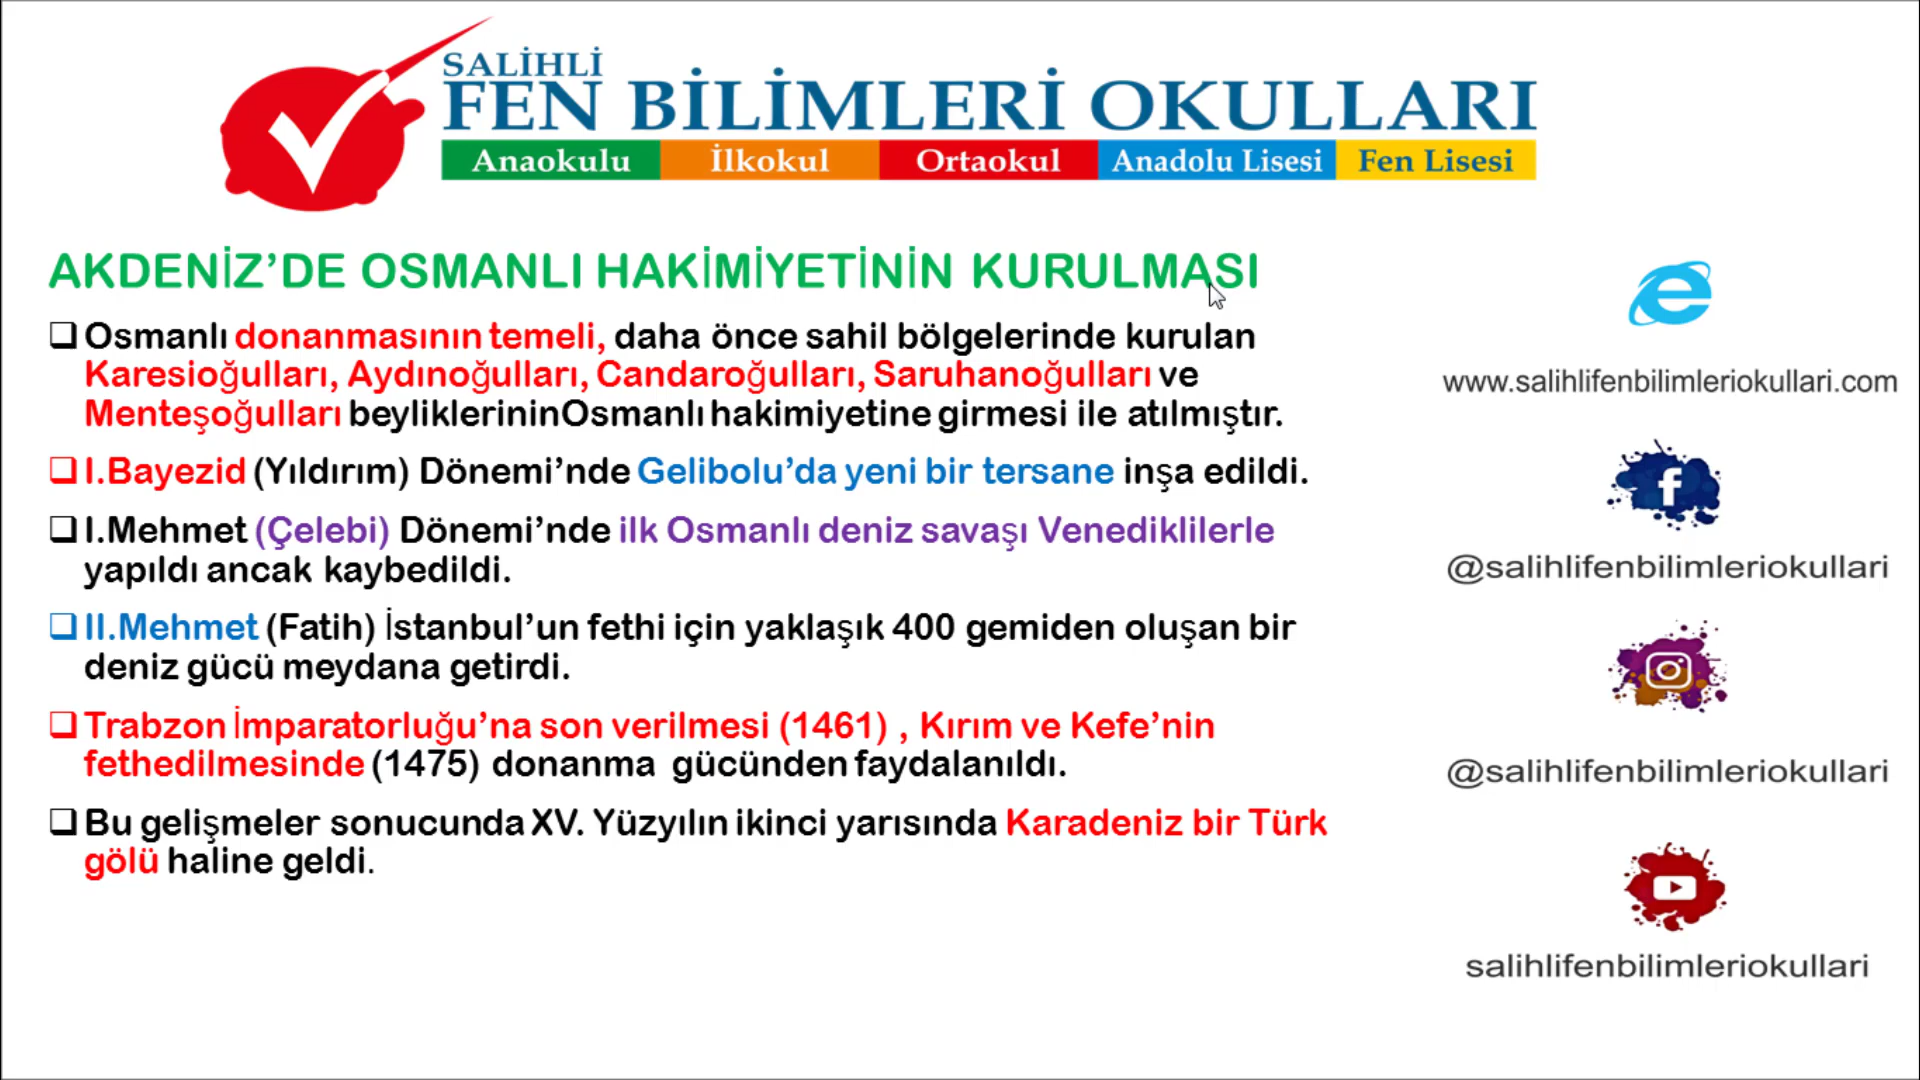 SALİHLİ
FEN BİLİMLERİ OKULLARI
Anaokulu İlkokul Ortaokul Anadolu Lisesi Fen Lisesi
AKDENİZ’DE OSMANLI HAKİMİYETİNİN KURULMASI
Osmanlı donanmasının temeli, daha önce sahil bölgelerinde kurulan
Karesioğulları, Aydınoğulları, Candaroğulları, Saruhanoğulları ve
Menteşoğulları beyliklerininOsmanlı hakimiyetine girmesi ile atılmıştır.
I.Bayezid (Yıldırım) Dönemi’nde Gelibolu’da yeni bir tersane inşa edildi.
I.Mehmet (Çelebi) Dönemi’nde ilk Osmanlı deniz savaşı Venediklilerle
yapıldı ancak kaybedildi.
II.Mehmet (Fatih) İstanbul’un fethi için yaklaşık 400 gemiden oluşan bir
deniz gücü meydana getirdi.
Trabzon İmparatorluğu’na son verilmesi (1461) , Kırım ve Kefe’nin
fethedilmesinde (1475) donanma gücünden faydalanıldı.
Bu gelişmeler sonucunda XV. Yüzyılın ikinci yarısında Karadeniz bir Türk
gölü haline geldi.
www.salihlifenbilimleriokullari.com
@salihlifenbilimleriokullari
@salihlifenbilimleriokullari
salihlifenbilimleriokullari